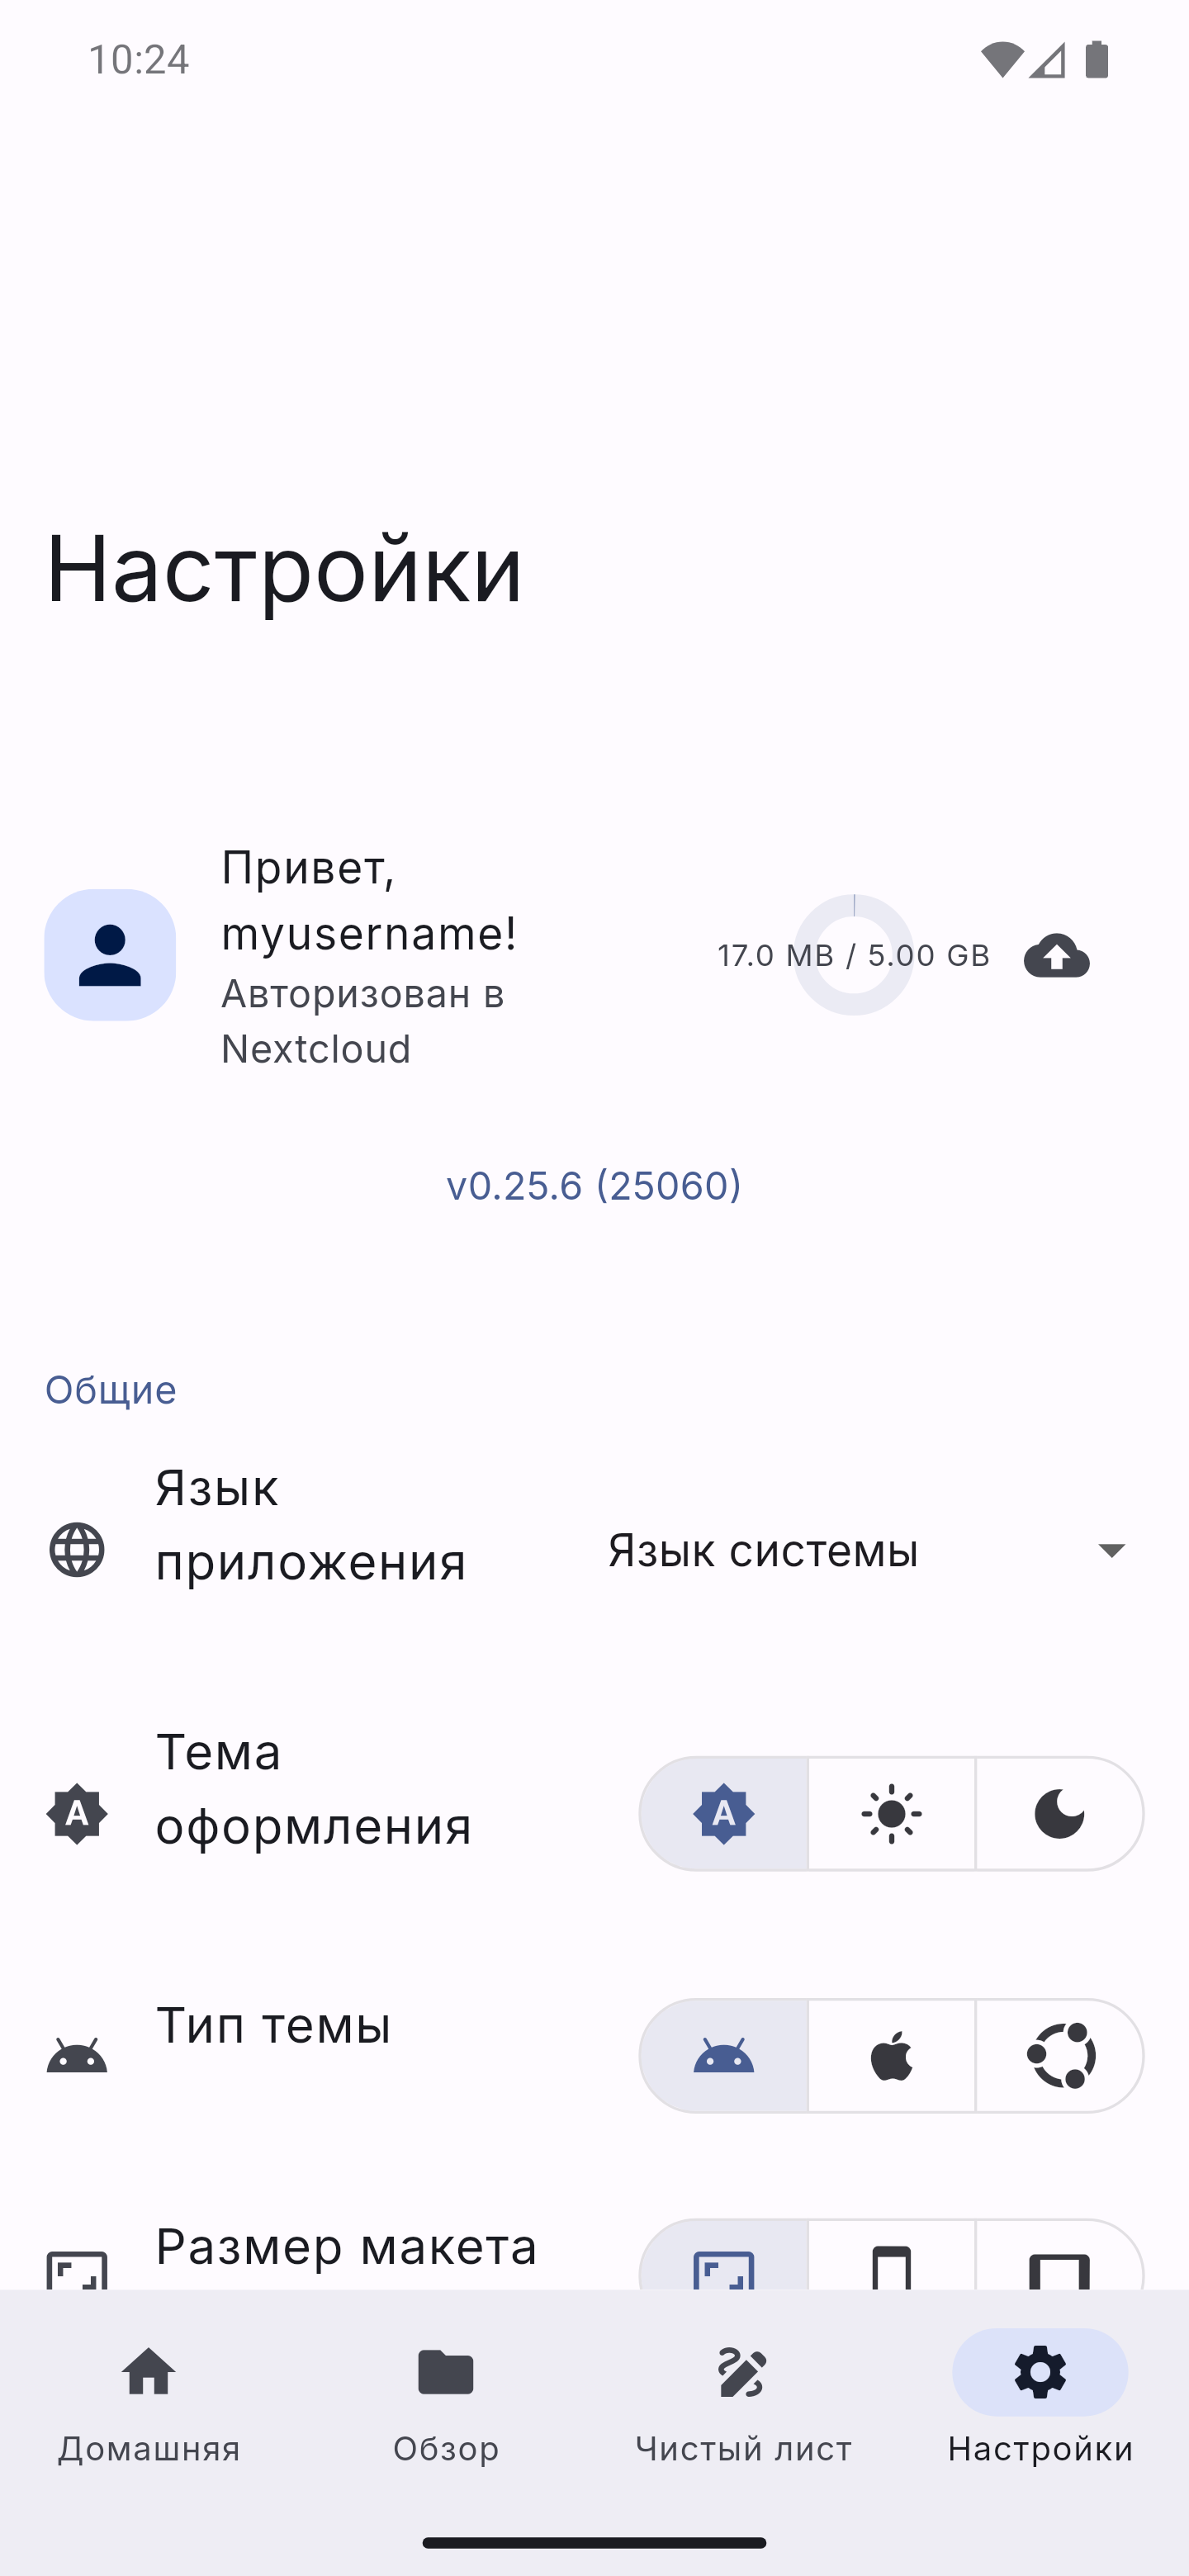 10:24
Настройки
Привет,
myusername!
Авторизован в
Nextcloud
17.0 MB / 5.00 GB
v0.25.6 (25060)
Общие
Язык
приложения
Язык системы
Тема
оформления
Тип темы
Размер макета
Домашняя
Обзор
Чистый лист
Настройки